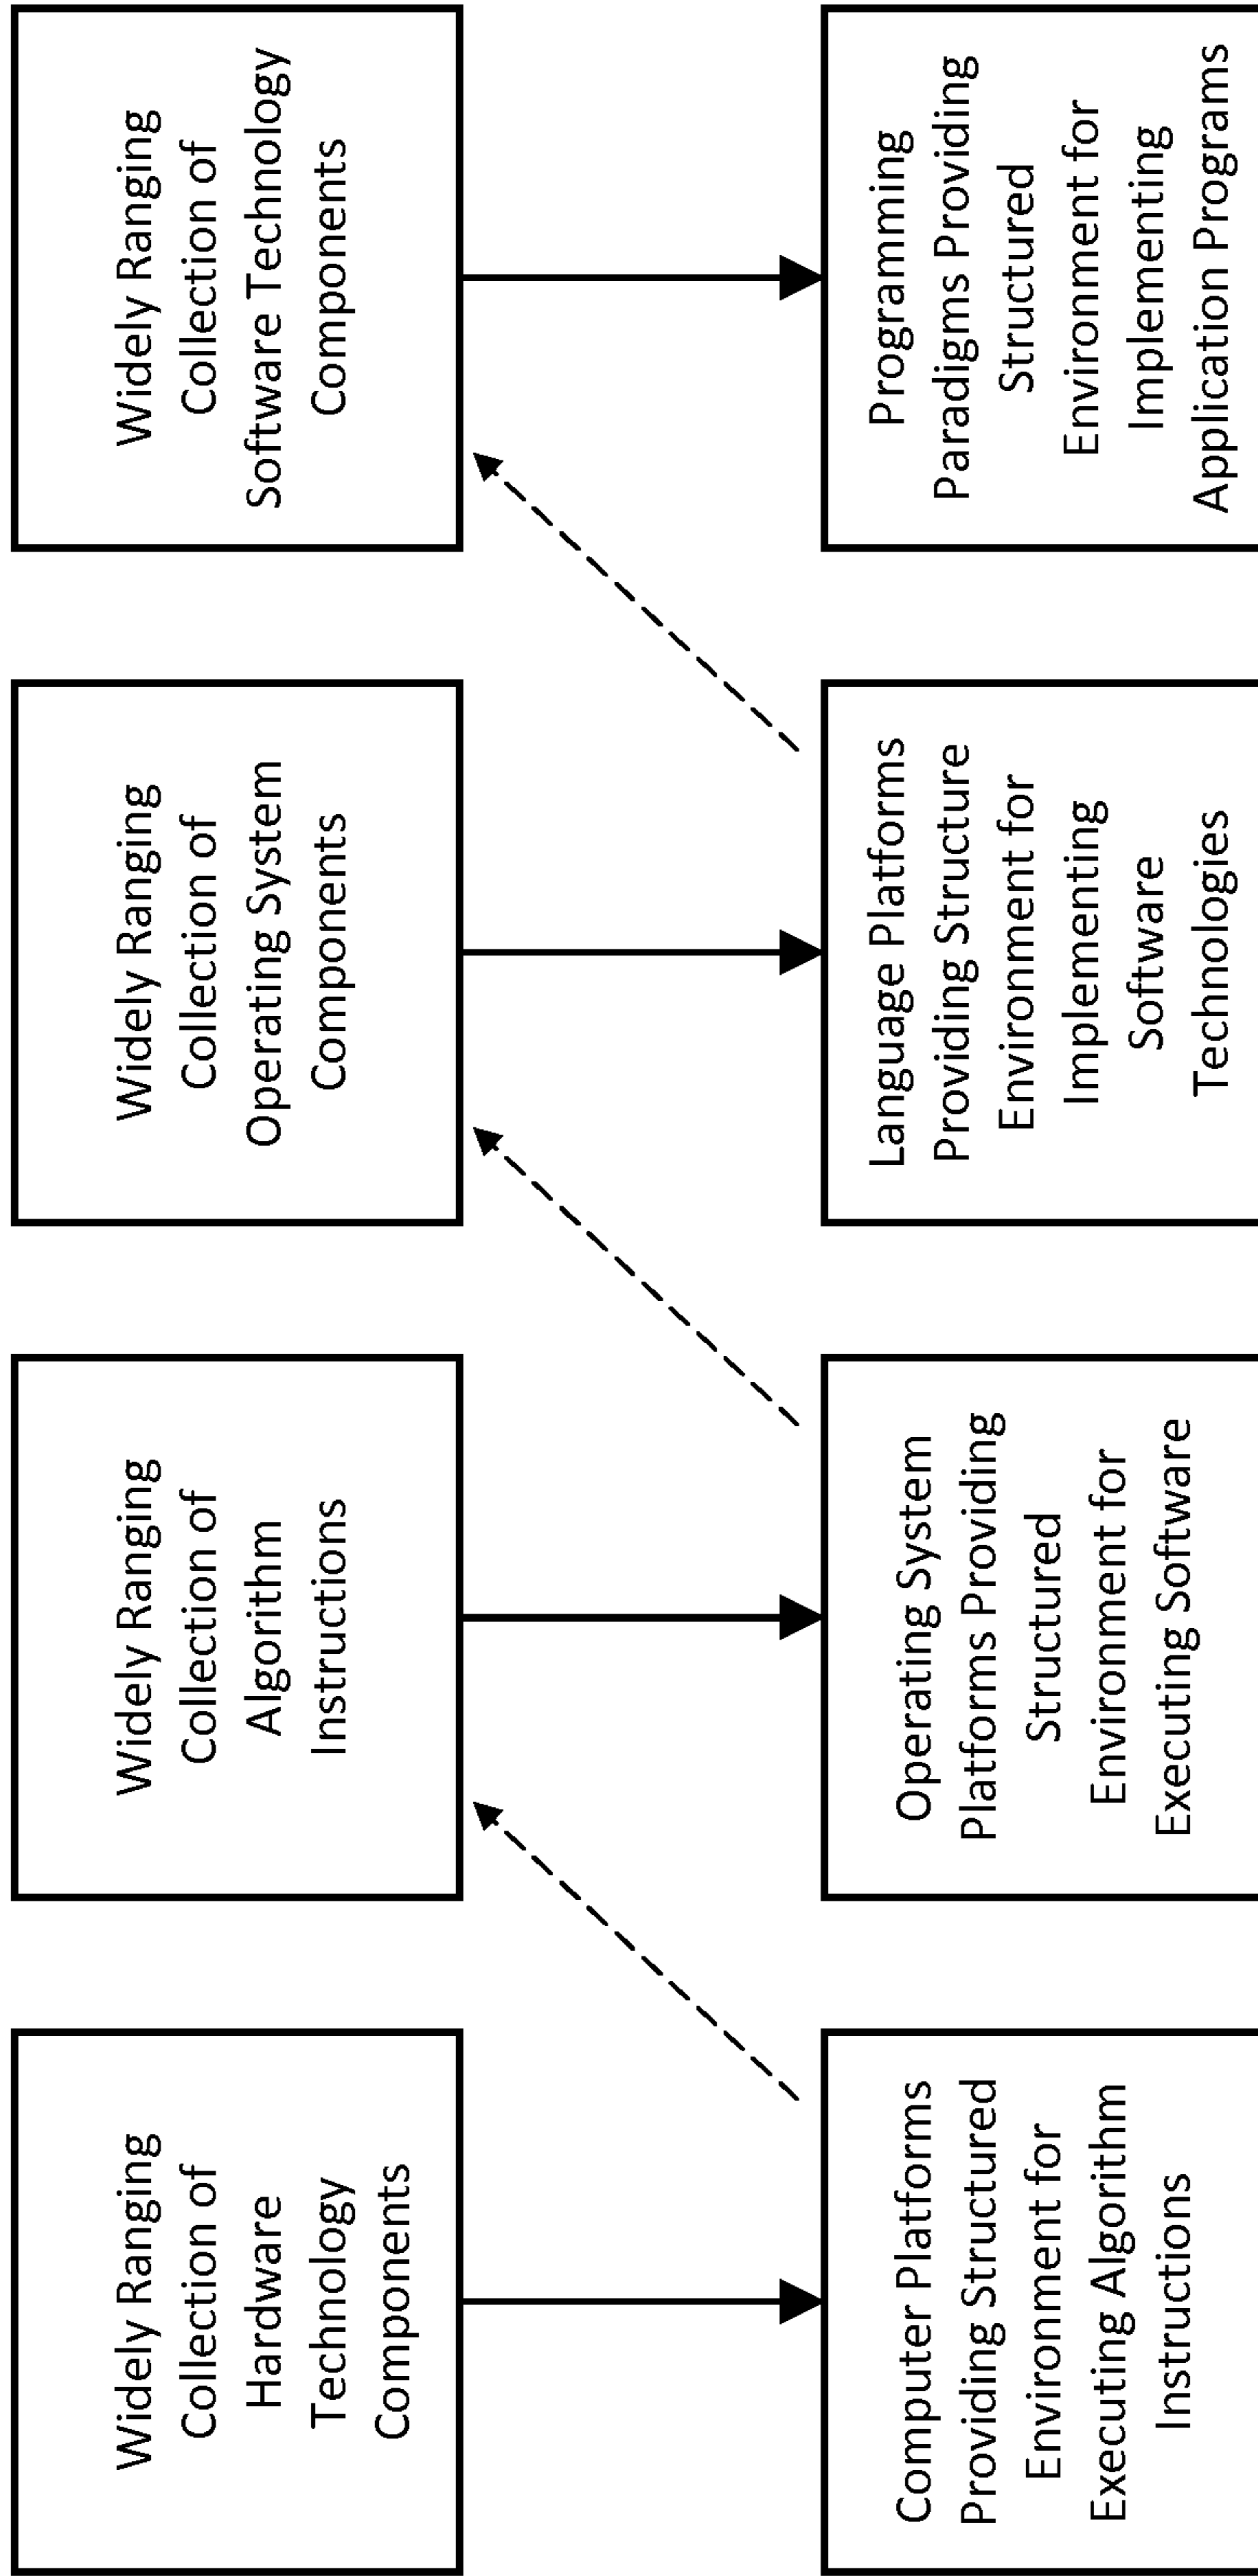 Widely Ranging
Collection of
Hardware
Technology
Components
Widely Ranging
Collection of
Algorithm
Instructions
Widely Ranging
Collection of
Operating System
Components
Widely Ranging
Collection of
Software Technology
Components
Computer Platforms
Providing Structured
Environment for
Executing Algorithm
Instructions
Operating System
Platforms Providing
Structured
Environment for
Executing Software
Language Platforms
Providing Structure
Environment for
Implementing
Software
Technologies
Programming
Paradigms Providing
Structured
Environment for
Implementing
Application Programs